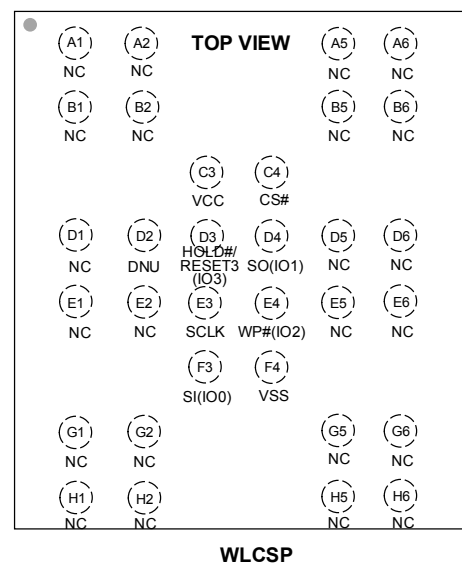 A1 A2 TOP VIEW A5 A6
NC NC NC NC
B1 B2 B5 B6
NC NC NC NC
C3 C4
VCC CS#
D1 D2 D3 D4 D5 D6
NC DNU HOLD#/ RESET3 (IO3) SO(IO1) NC NC
E1 E2 E3 E4 E5 E6
NC NC SCLK WP#(IO2) NC NC
F3 F4
SI(IO0) VSS
G1 G2 G5 G6
NC NC NC NC
H1 H2 H5 H6
NC NC NC NC
WLCSP